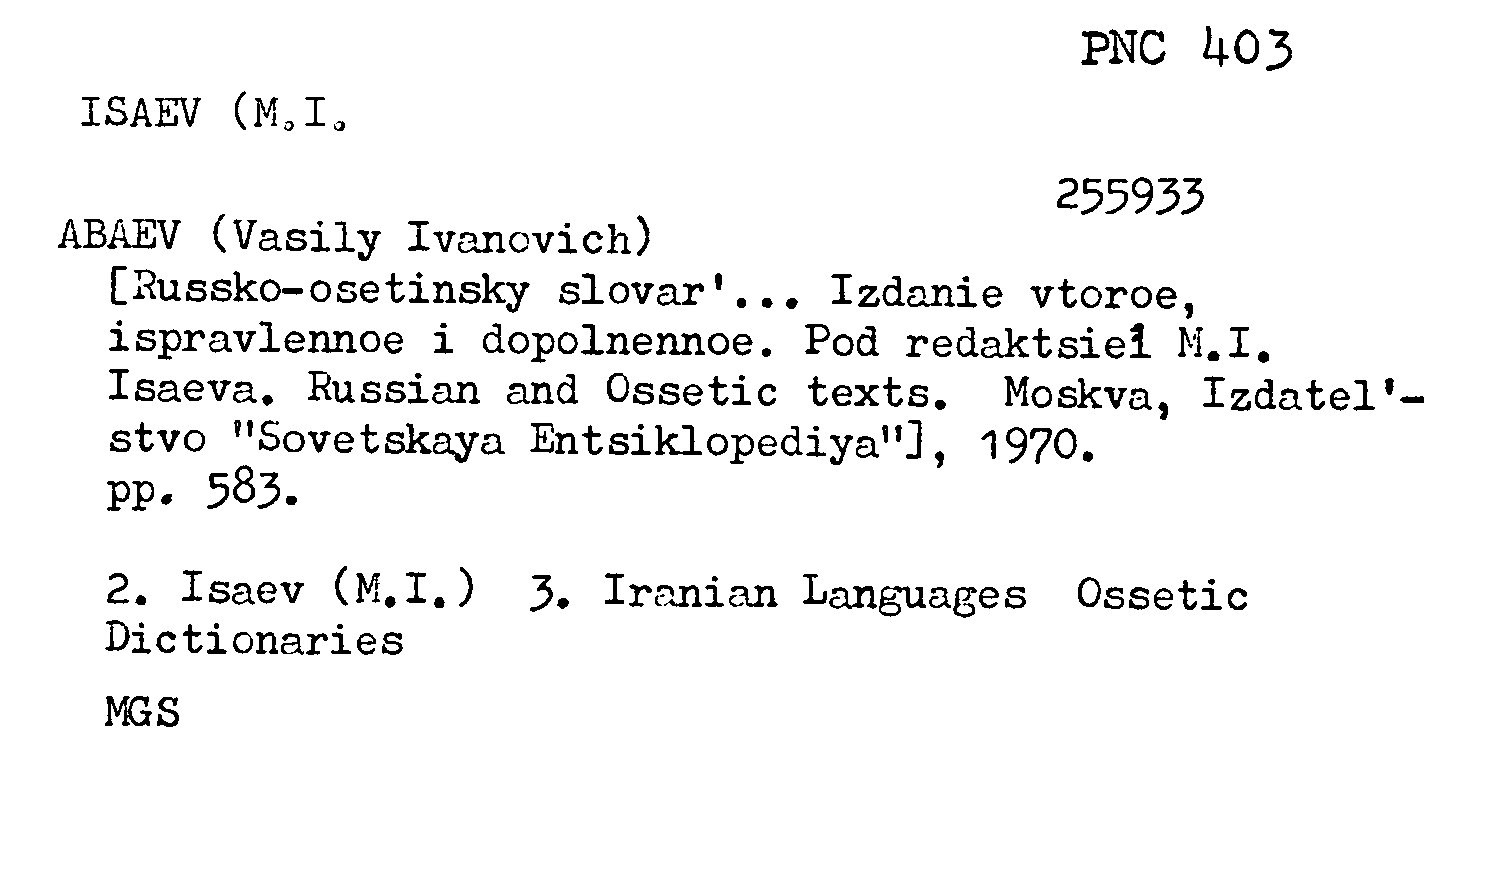 PNC 403
ISAEV (M.I.
255933
ABAEV (Vasily Ivanovich)
[Russko-osetinsky slovar'... Izdanie vtoroe,
ispravlennoe i dopolnennoe. Pod redaktsiei M.I.
Isaeva. Russian and Ossetic texts. Moskva, Izdatel'-
stvo "Sovetskaya Entsiklopediya"], 1970.
pp. 583.
2. Isaev (M.I.) 3. Iranian Languages Ossetic
Dictionaries
MGS